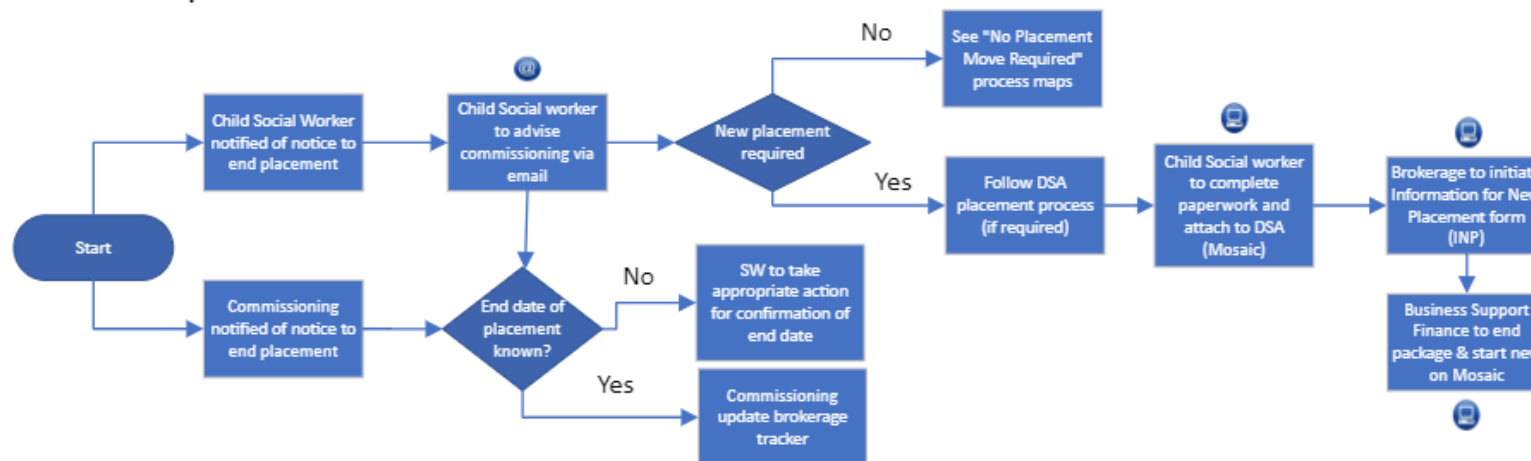 No
See "No Placement
Move Required"
process maps
@
Child Social Worker
notified of notice to
end placement
Child Social worker
to advise
commissioning via
email
New placement
required
Yes
Follow DSA
placement process
(if required)
Child Social worker
to complete
paperwork and
attach to DSA
(Mosaic)
Brokerage to initiat
Information for Nev
Placement form
(INP)
Start
Commissioning
notified of notice to
end placement
End date of
placement
known?
No
SW to take
appropriate action
for confirmation of
end date
Yes
Commissioning
update brokerage
tracker
Business Support
Finance to end
package & start nev
on Mosaic